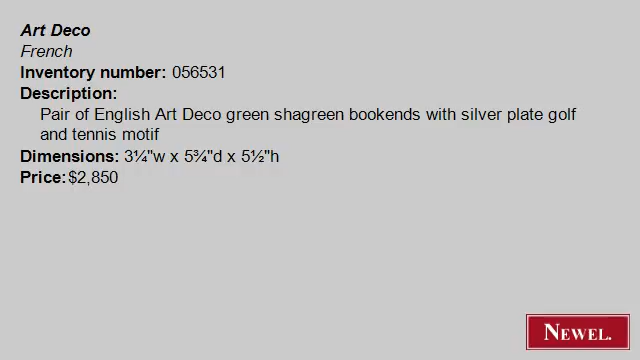 Art Deco
French
Inventory number: 056531
Description:
Pair of English Art Deco green shagreen bookends with silver plate golf
and tennis motif
Dimensions: 3¼"w x 5¾"d x 5½"h
Price:$2,850
NEWEL.